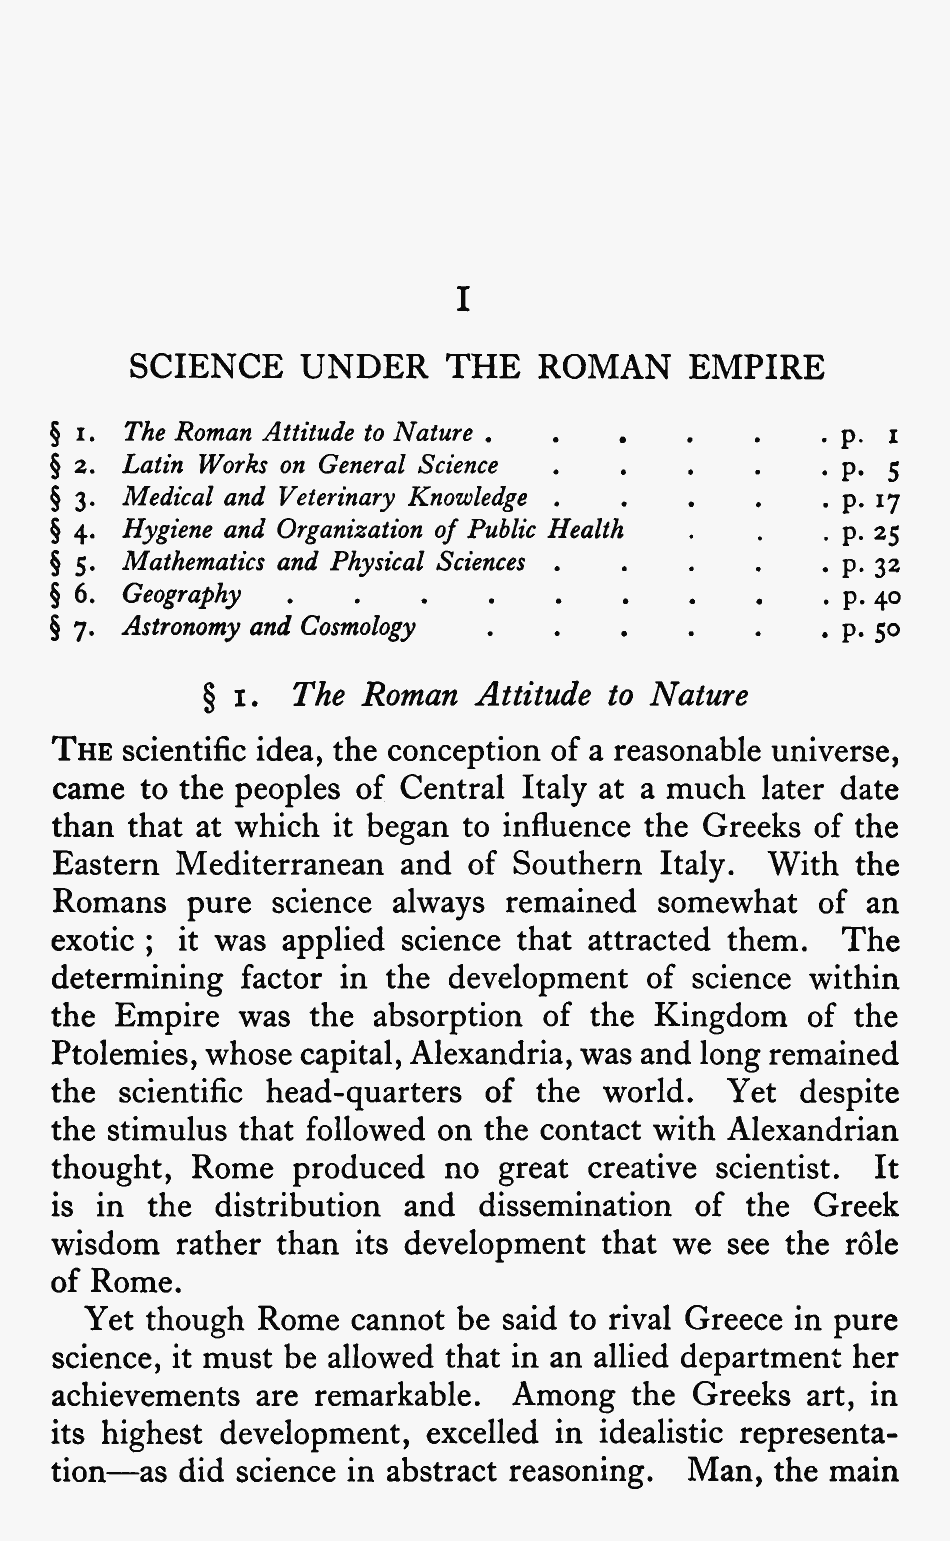 I
SCIENCE UNDER THE ROMAN EMPIRE
§ 1. The Roman Attitude to Nature . . . . . . p. 1
§ 2. Latin Works on General Science . . . . . p. 5
§ 3. Medical and Veterinary Knowledge . . . . . p. 17
§ 4. Hygiene and Organization of Public Health . . . p. 25
§ 5. Mathematics and Physical Sciences . . . . . p. 32
§ 6. Geography . . . . . . . . . p. 40
§ 7. Astronomy and Cosmology . . . . . . p. 50
§ 1. The Roman Attitude to Nature
THE scientific idea, the conception of a reasonable universe,
came to the peoples of Central Italy at a much later date
than that at which it began to influence the Greeks of the
Eastern Mediterranean and of Southern Italy. With the
Romans pure science always remained somewhat of an
exotic ; it was applied science that attracted them. The
determining factor in the development of science within
the Empire was the absorption of the Kingdom of the
Ptolemies, whose capital, Alexandria, was and long remained
the scientific head-quarters of the world. Yet despite
the stimulus that followed on the contact with Alexandrian
thought, Rome produced no great creative scientist. It
is in the distribution and dissemination of the Greek
wisdom rather than its development that we see the rôle
of Rome.
Yet though Rome cannot be said to rival Greece in pure
science, it must be allowed that in an allied department her
achievements are remarkable. Among the Greeks art, in
its highest development, excelled in idealistic representa-
tion—as did science in abstract reasoning. Man, the main